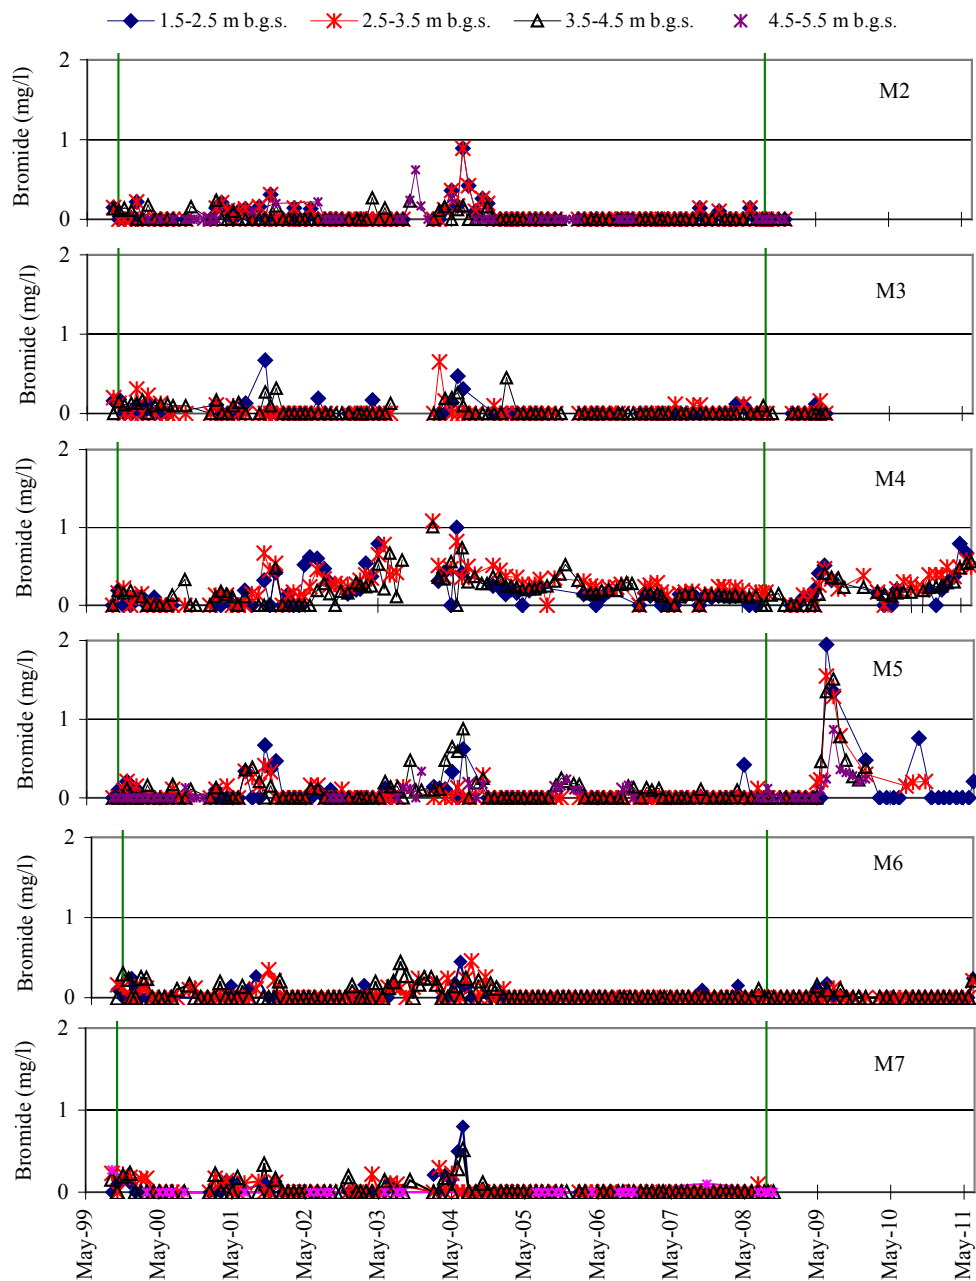 1.5-2.5 m b.g.s. 2.5-3.5 m b.g.s. 3.5-4.5 m b.g.s. 4.5-5.5 m b.g.s.
Bromide (mg/l)
2
1
0
M2
Bromide (mg/l)
2
1
0
M3
Bromide (mg/l)
2
1
0
M4
Bromide (mg/l)
2
1
0
M5
Bromide (mg/l)
2
1
0
M6
Bromide (mg/l)
2
1
0
M7
May-99 May-00 May-01 May-02 May-03 May-04 May-05 May-06 May-07 May-08 May-09 May-10 May-11